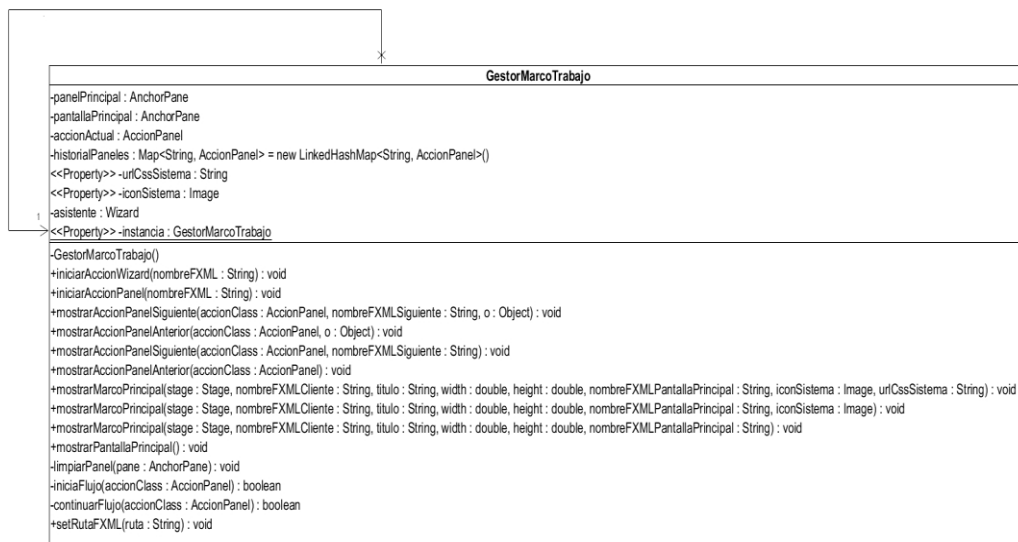 GestorMarcoTrabajo
-panelPrincipal : AnchorPane
-pantallaPrincipal : AnchorPane
-accionActual : AccionPanel
-historialPaneles : Map<String, AccionPanel> = new LinkedHashMap<String, AccionPanel>()
<<Property>> -urlCssSistema : String
<<Property>> -iconSistema : Image
-asistente : Wizard
1
<<Property>> -instancia : GestorMarcoTrabajo
-GestorMarcoTrabajo()
+iniciarAccionWizard(nombreFXML : String) : void
+iniciarAccionPanel(nombreFXML : String) : void
+mostrarAccionPanelSiguiente(accionClass : AccionPanel, nombreFXMLSiguiente : String, o : Object) : void
+mostrarAccionPanelAnterior(accionClass : AccionPanel, o : Object) : void
+mostrarAccionPanelSiguiente(accionClass : AccionPanel, nombreFXMLSiguiente : String) : void
+mostrarAccionPanelAnterior(accionClass : AccionPanel) : void
+mostrarMarcoPrincipal(stage : Stage, nombreFXMLCliente : String, titulo : String, width : double, height : double, nombreFXMLPantallaPrincipal : String, iconSistema : Image, urlCssSistema : String) : void
+mostrarMarcoPrincipal(stage : Stage, nombreFXMLCliente : String, titulo : String, width : double, height : double, nombreFXMLPantallaPrincipal : String, iconSistema : Image) : void
+mostrarMarcoPrincipal(stage : Stage, nombreFXMLCliente : String, titulo : String, width : double, height : double, nombreFXMLPantallaPrincipal : String) : void
+mostrarPantallaPrincipal() : void
-limpiarPanel(pane : AnchorPane) : void
-iniciaFlujo(accionClass : AccionPanel) : boolean
-continuarFlujo(accionClass : AccionPanel) : boolean
+setRutaFXML(ruta : String) : void